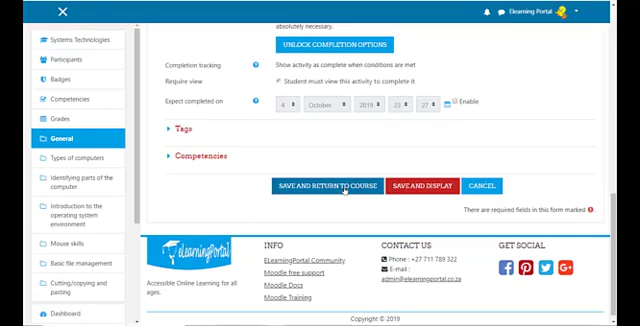 ELearning Portal
Systems Technologies
Participants
Badges
Competencies
Grades
General
Types of computers
Identifying parts of the
computer
Introduction to the
operating system
environment
Mouse skills
Basic file management
Cutting/copying and
pasting
Dashboard
absolutely necessary.
UNLOCK COMPLETION OPTIONS
Completion tracking
Show activity as complete when conditions are met
Require view
Student must view this activity to complete it
Expect completed on
4 October 2019 23 27 Enable
Tags
Competencies
SAVE AND RETURN TO COURSE SAVE AND DISPLAY CANCEL
There are required fields in this form marked
eLearningPortal
Accessible Online Learning for all
ages.
INFO
ELearningPortal Community
Moodle free support
Moodle Docs
Moodle Training
CONTACT US
Phone : +27 711 789 322
E-mail :
admin@elearningportal.co.za
GET SOCIAL
Copyright © 2019